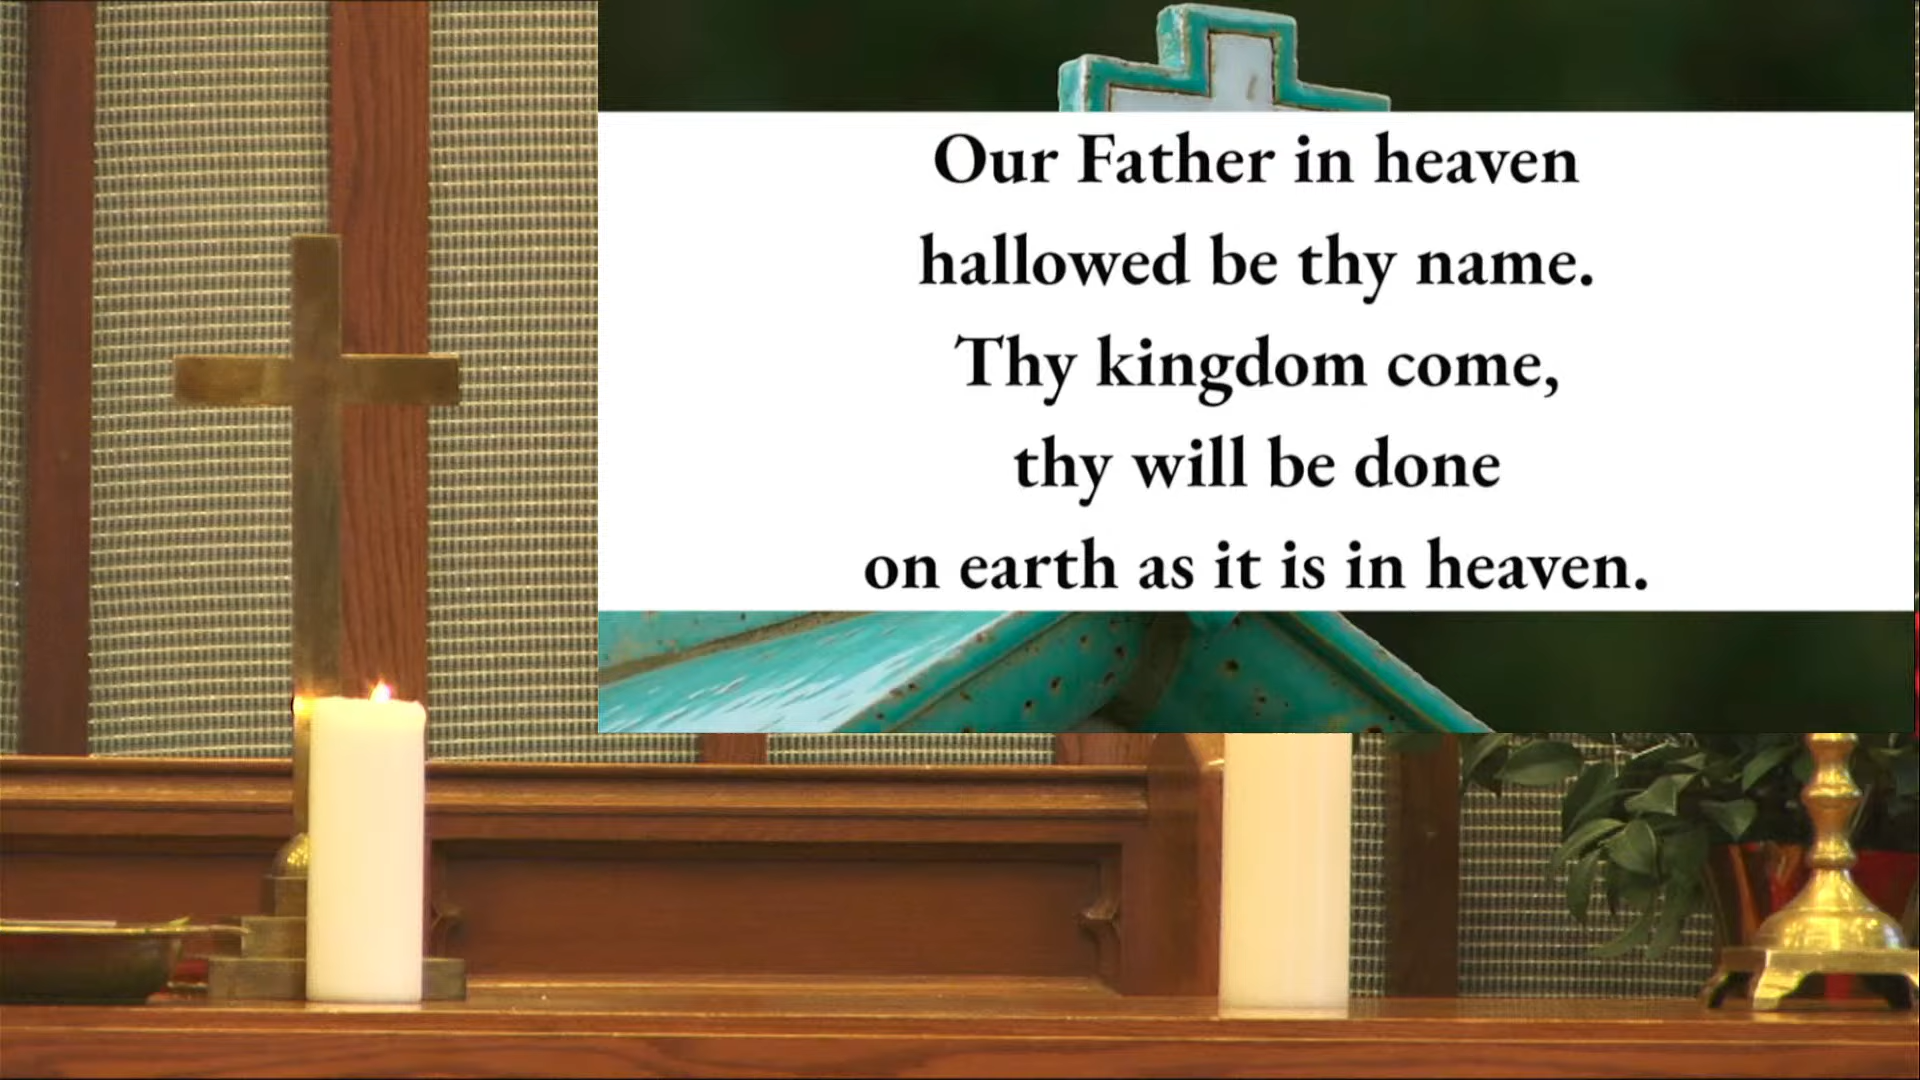 Our Father in heaven
hallowed be thy name.
Thy kingdom come,
thy will be done
on earth as it is in heaven.